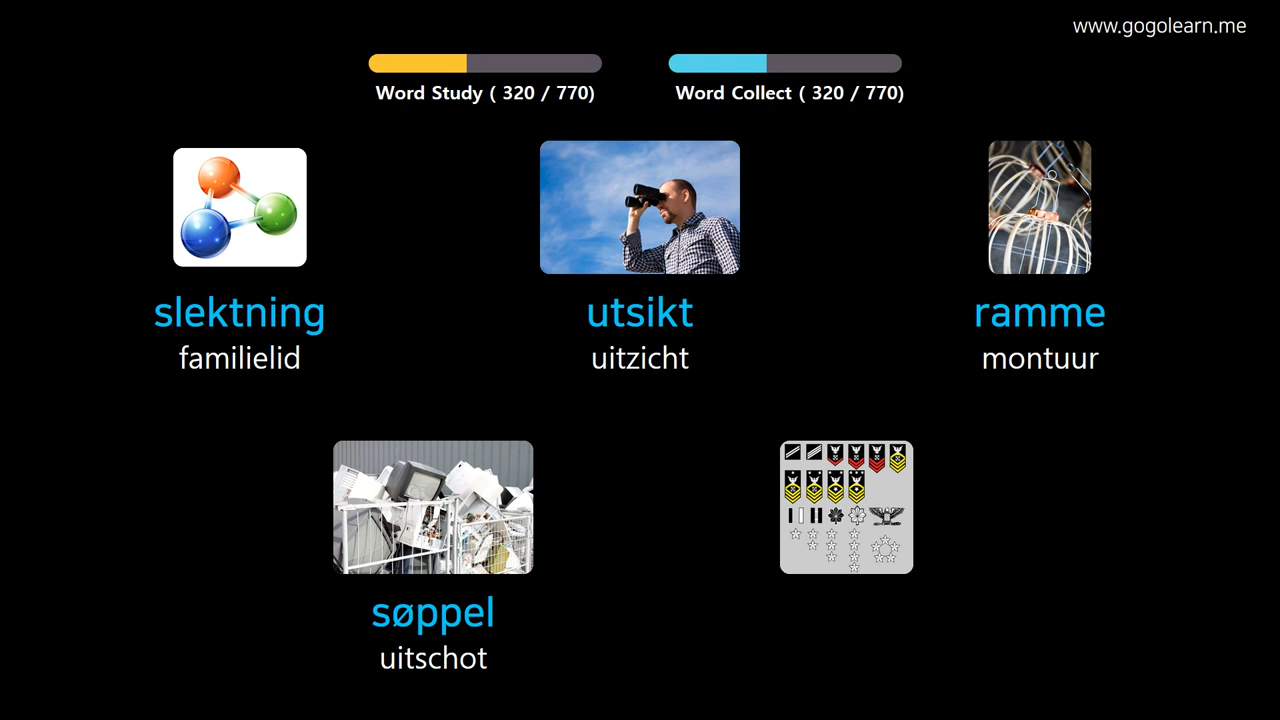 www.gogolearn.me
Word Study ( 320 / 770)
Word Collect ( 320 / 770)
slektning
familielid
utsikt
uitzicht
ramme
montuur
søppel
uitschot